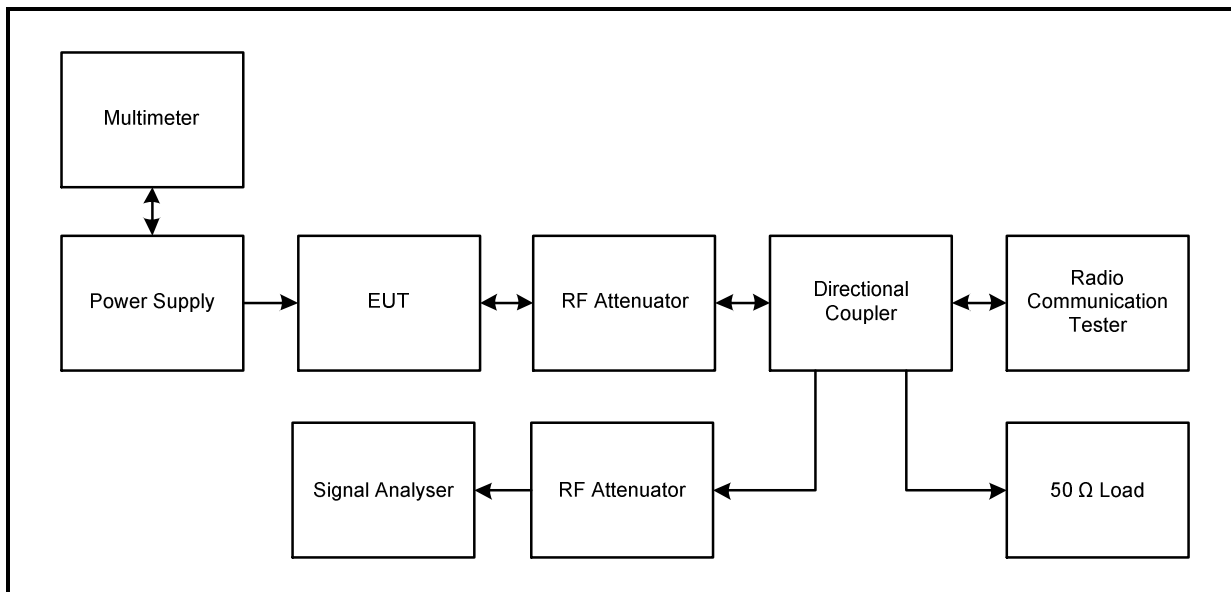 Multimeter
Power Supply
EUT
RF Attenuator
Directional
Coupler
Radio
Communication
Tester
Signal Analyser
RF Attenuator
50 Ω Load